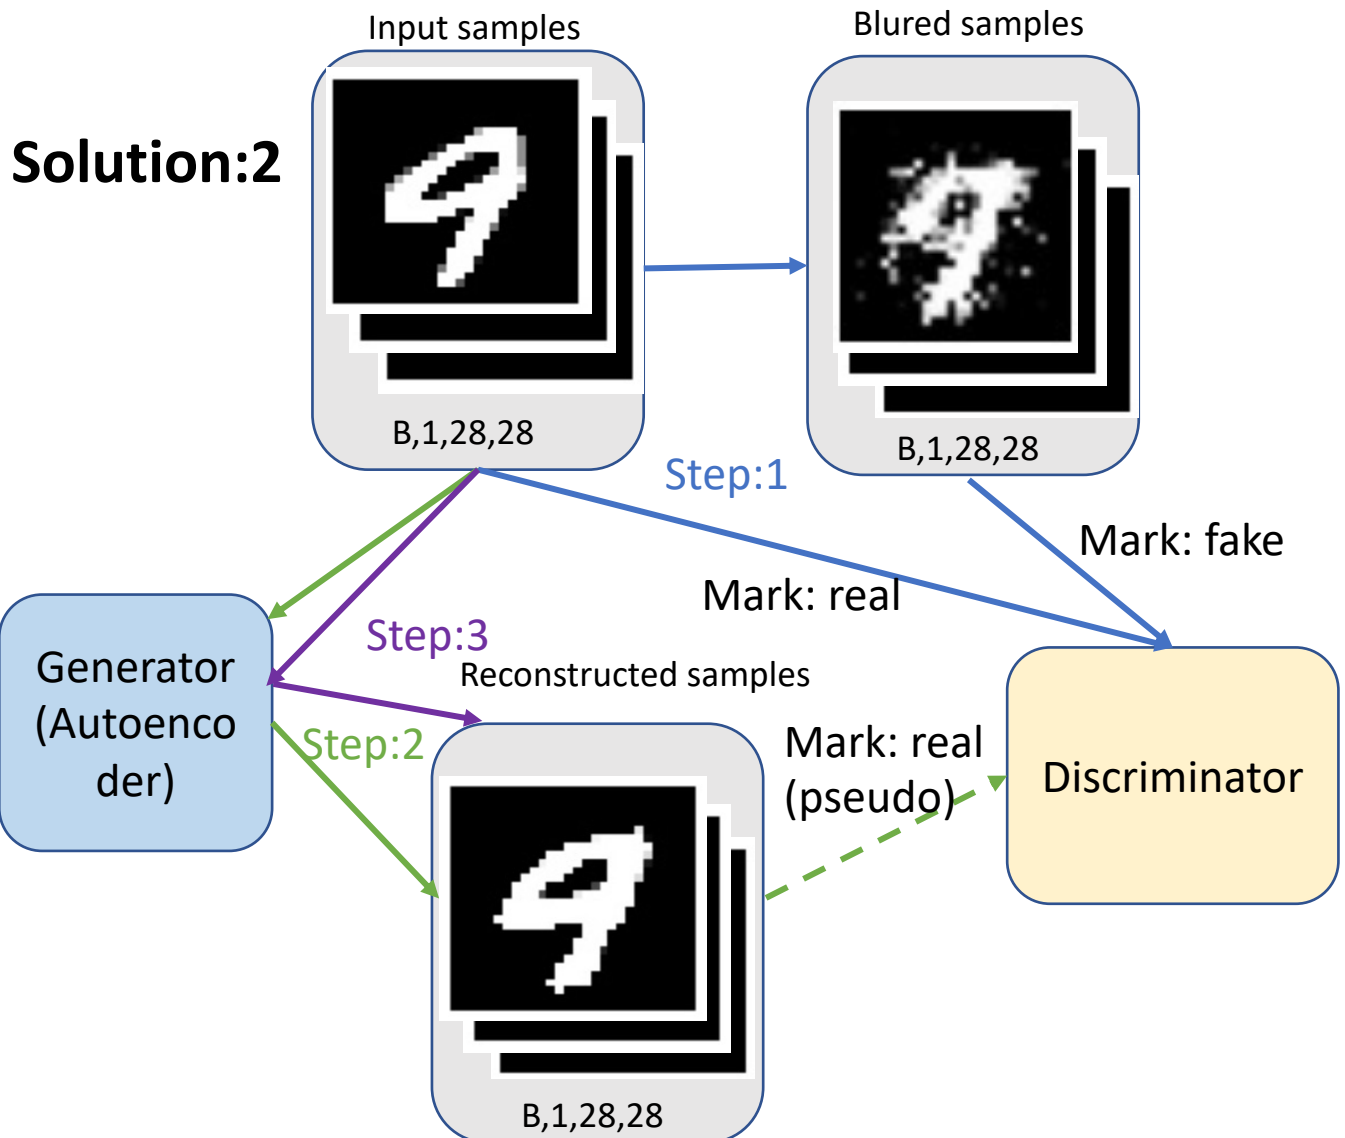 Input samples
Blured samples
Solution:2
B,1,28,28
B,1,28,28
Step:1
Mark: fake
Mark: real
Step:3
Generator
(Autoenco
der)
Reconstructed samples
Step:2
Mark: real
(pseudo)
Discriminator
B,1,28,28